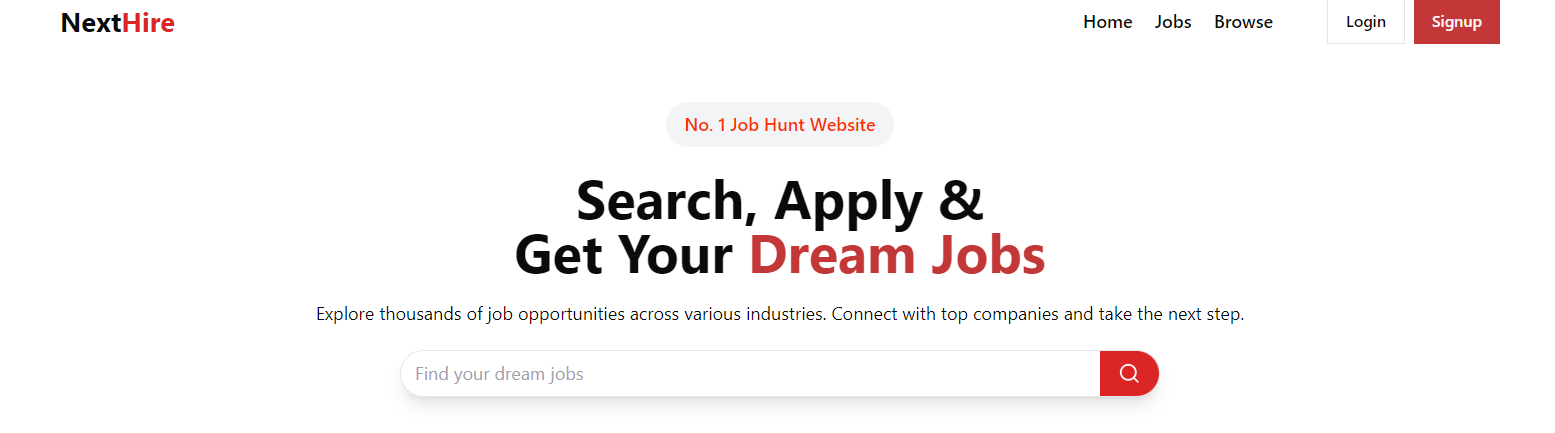 NextHire
Home Jobs Browse Login Signup
No. 1 Job Hunt Website
Search, Apply &
Get Your Dream Jobs
Explore thousands of job opportunities across various industries. Connect with top companies and take the next step.
Find your dream jobs